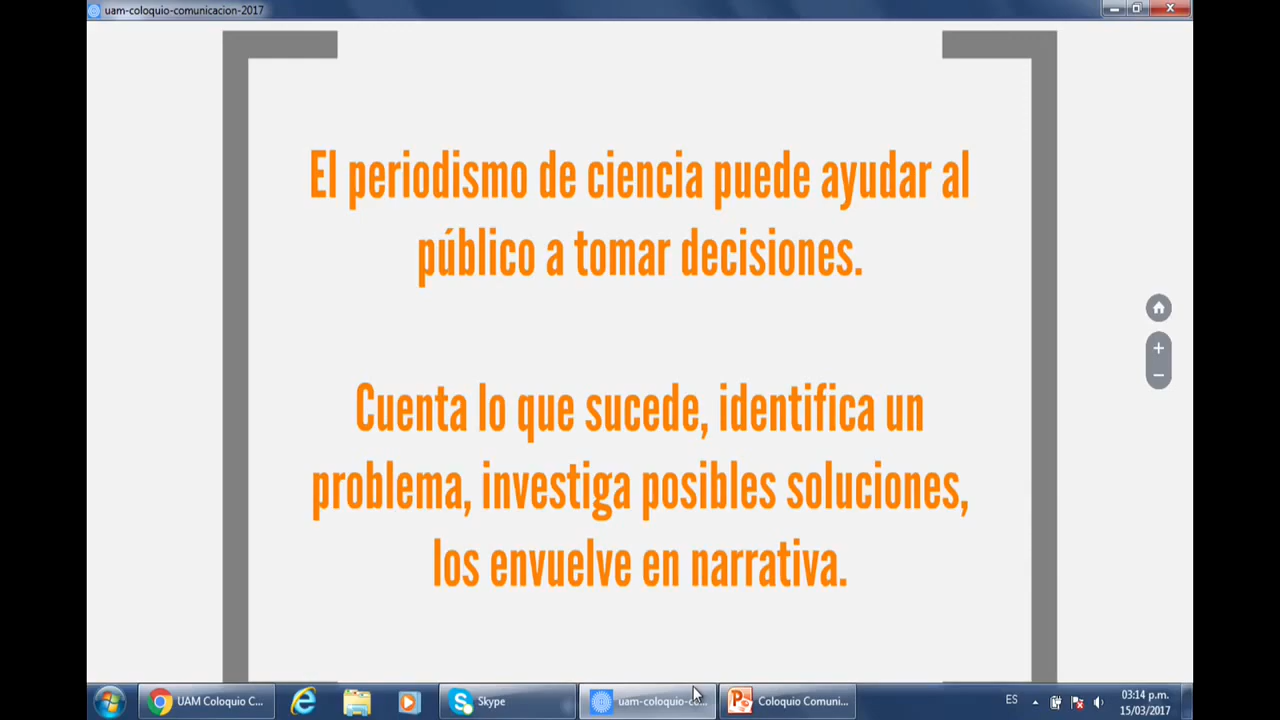 uam-coloquio-comunicacion-2017
El periodismo de ciencia puede ayudar al
público a tomar decisiones.
Cuenta lo que sucede, identifica un
problema, investiga posibles soluciones,
los envuelve en narrativa.
UAM Coloquio C...
Skype
uam-coloquio-co...
Coloquio Comuni...
ES
03:14 p.m.
15/03/2017